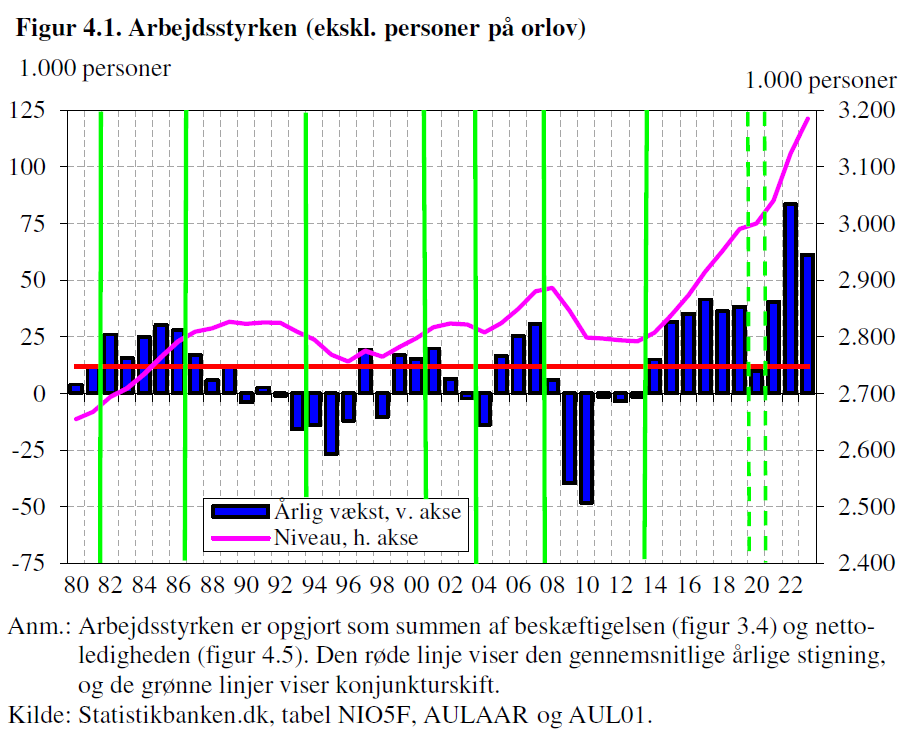 Figur 4.1. Arbejdsstyrken (ekskl. personer på orlov)
1.000 personer
1.000 personer
125 3.200
100 3.100
75 3.000
50 2.900
25 2.800
0 2.700
-25 2.600
-50 2.500
-75 2.400
Årlig vækst, v. akse
Niveau, h. akse
80 82 84 86 88 90 92 94 96 98 00 02 04 06 08 10 12 14 16 18 20 22
Anm.: Arbejdsstyrken er opgjort som summen af beskæftigelsen (figur 3.4) og netto-
ledigheden (figur 4.5). Den røde linje viser den gennemsnitlige årlige stigning,
og de grønne linjer viser konjunkturskift.
Kilde: Statistikbanken.dk, tabel NIO5F, AULAAR og AUL01.